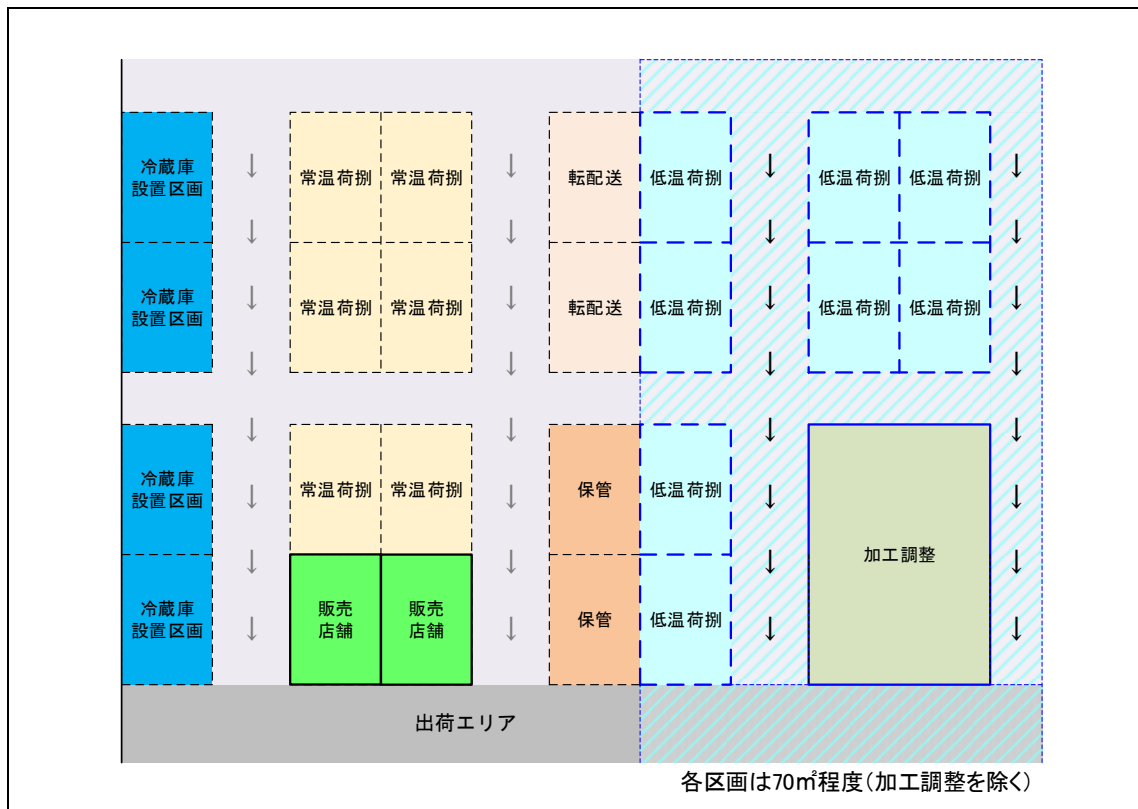 冷蔵庫
設置区画
常温荷捌
常温荷捌
転配送
低温荷捌
低温荷捌
低温荷捌
冷蔵庫
設置区画
常温荷捌
常温荷捌
転配送
低温荷捌
低温荷捌
低温荷捌
冷蔵庫
設置区画
常温荷捌
常温荷捌
保管
低温荷捌
加工調整
冷蔵庫
設置区画
販売
店舗
販売
店舗
保管
低温荷捌
出荷エリア
各区画は70㎡程度(加工調整を除く)